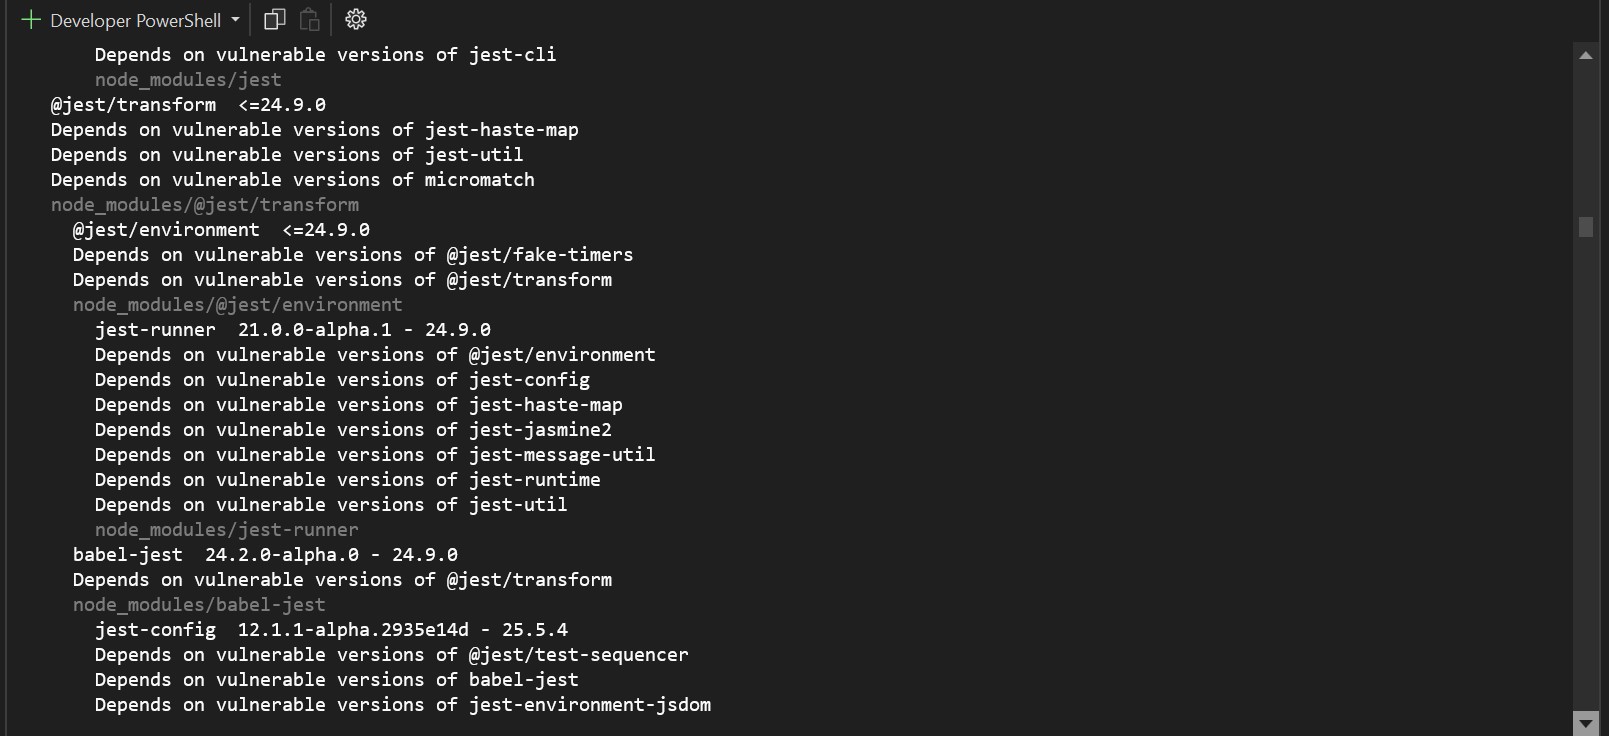 Developer PowerShell
Depends on vulnerable versions of jest-cli
node_modules/jest
@jest/transform  <=24.9.0
Depends on vulnerable versions of jest-haste-map
Depends on vulnerable versions of jest-util
Depends on vulnerable versions of micromatch
node_modules/@jest/transform
@jest/environment  <=24.9.0
Depends on vulnerable versions of @jest/fake-timers
Depends on vulnerable versions of @jest/transform
node_modules/@jest/environment
jest-runner  21.0.0-alpha.1 - 24.9.0
Depends on vulnerable versions of @jest/environment
Depends on vulnerable versions of jest-config
Depends on vulnerable versions of jest-haste-map
Depends on vulnerable versions of jest-jasmine2
Depends on vulnerable versions of jest-message-util
Depends on vulnerable versions of jest-runtime
Depends on vulnerable versions of jest-util
node_modules/jest-runner
babel-jest  24.2.0-alpha.0 - 24.9.0
Depends on vulnerable versions of @jest/transform
node_modules/babel-jest
jest-config  12.1.1-alpha.2935e14d - 25.5.4
Depends on vulnerable versions of @jest/test-sequencer
Depends on vulnerable versions of babel-jest
Depends on vulnerable versions of jest-environment-jsdom